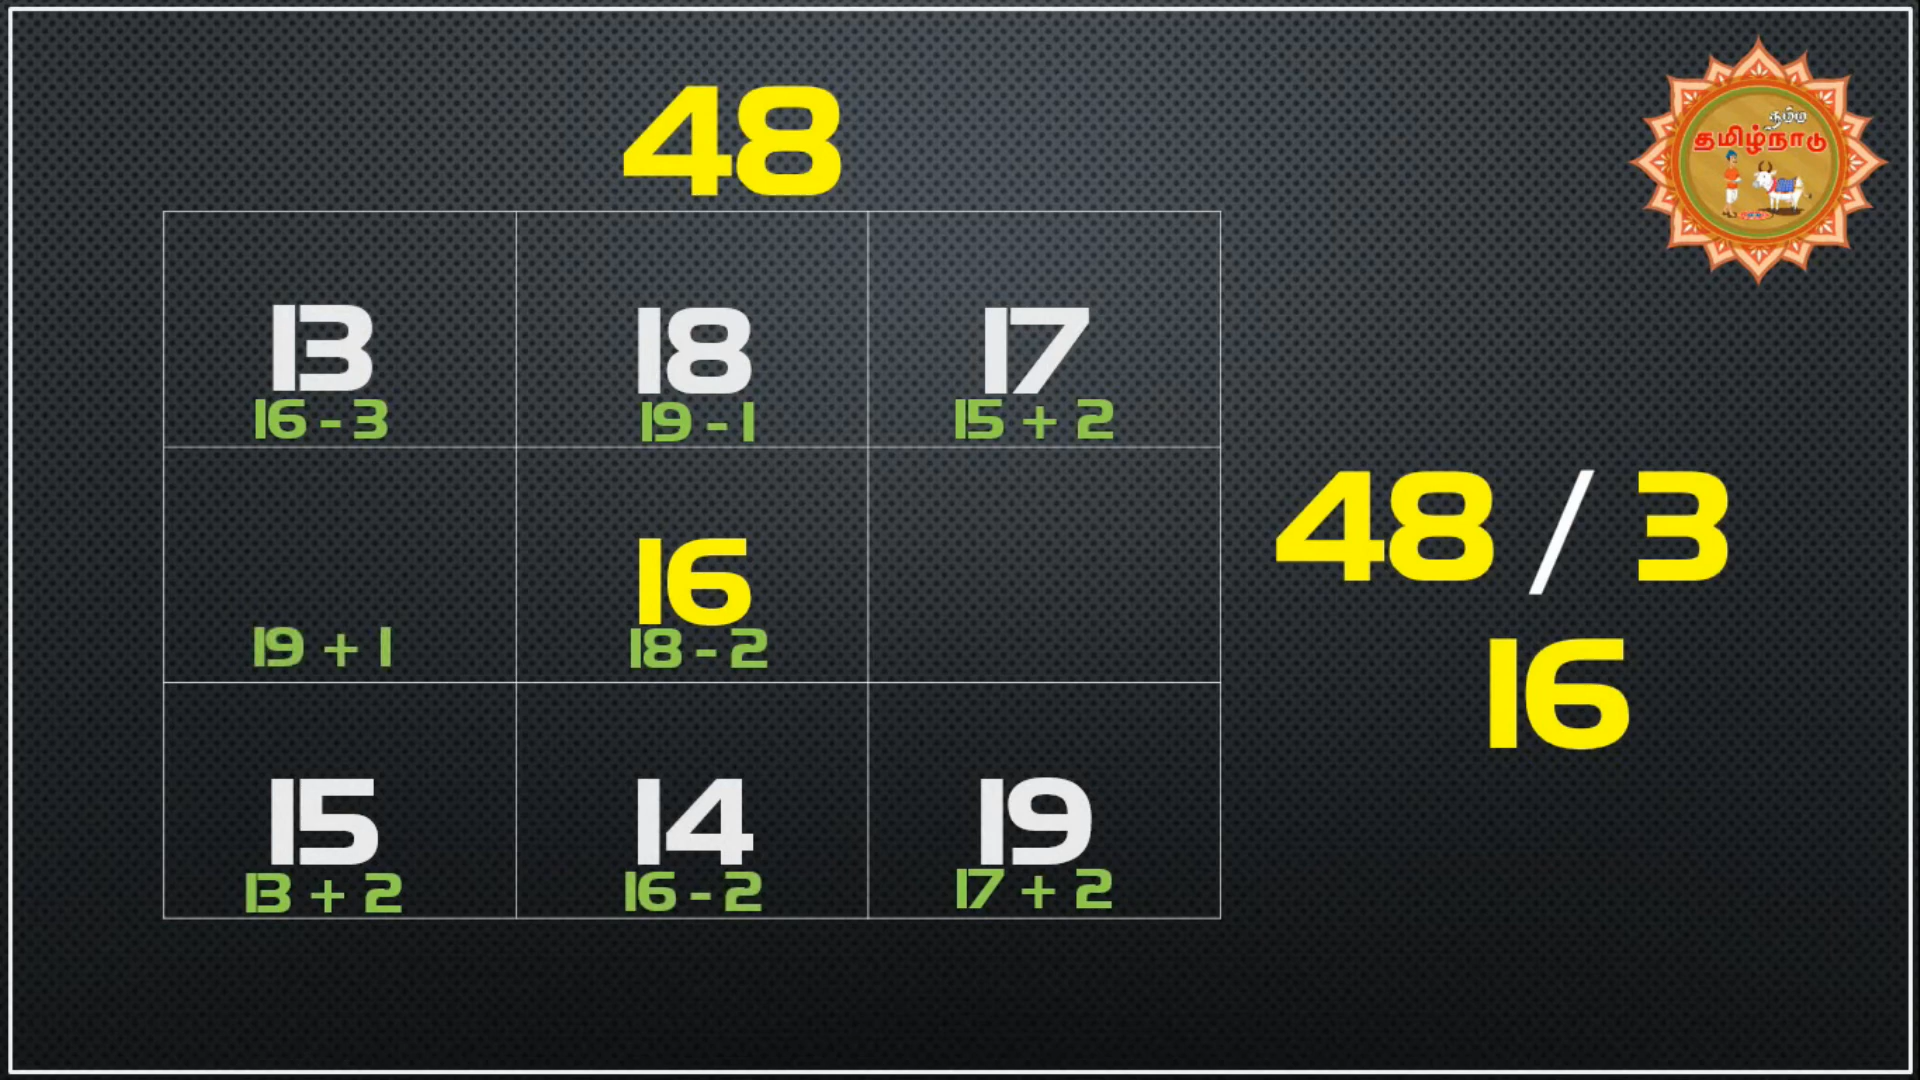 48
நம்ம
தமிழ்நாடு
13 18 17
16 - 3 19 - 1 15 + 2
48 / 3
16
19 + 1 18 - 2
16
15 14 19
13 + 2 16 - 2 17 + 2